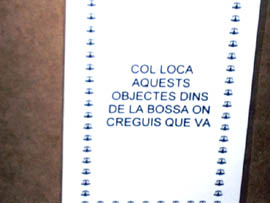 COL LOCA
AQUESTS
OBJECTES DINS
DE LA BOSSA ON
CREGUIS QUE VA